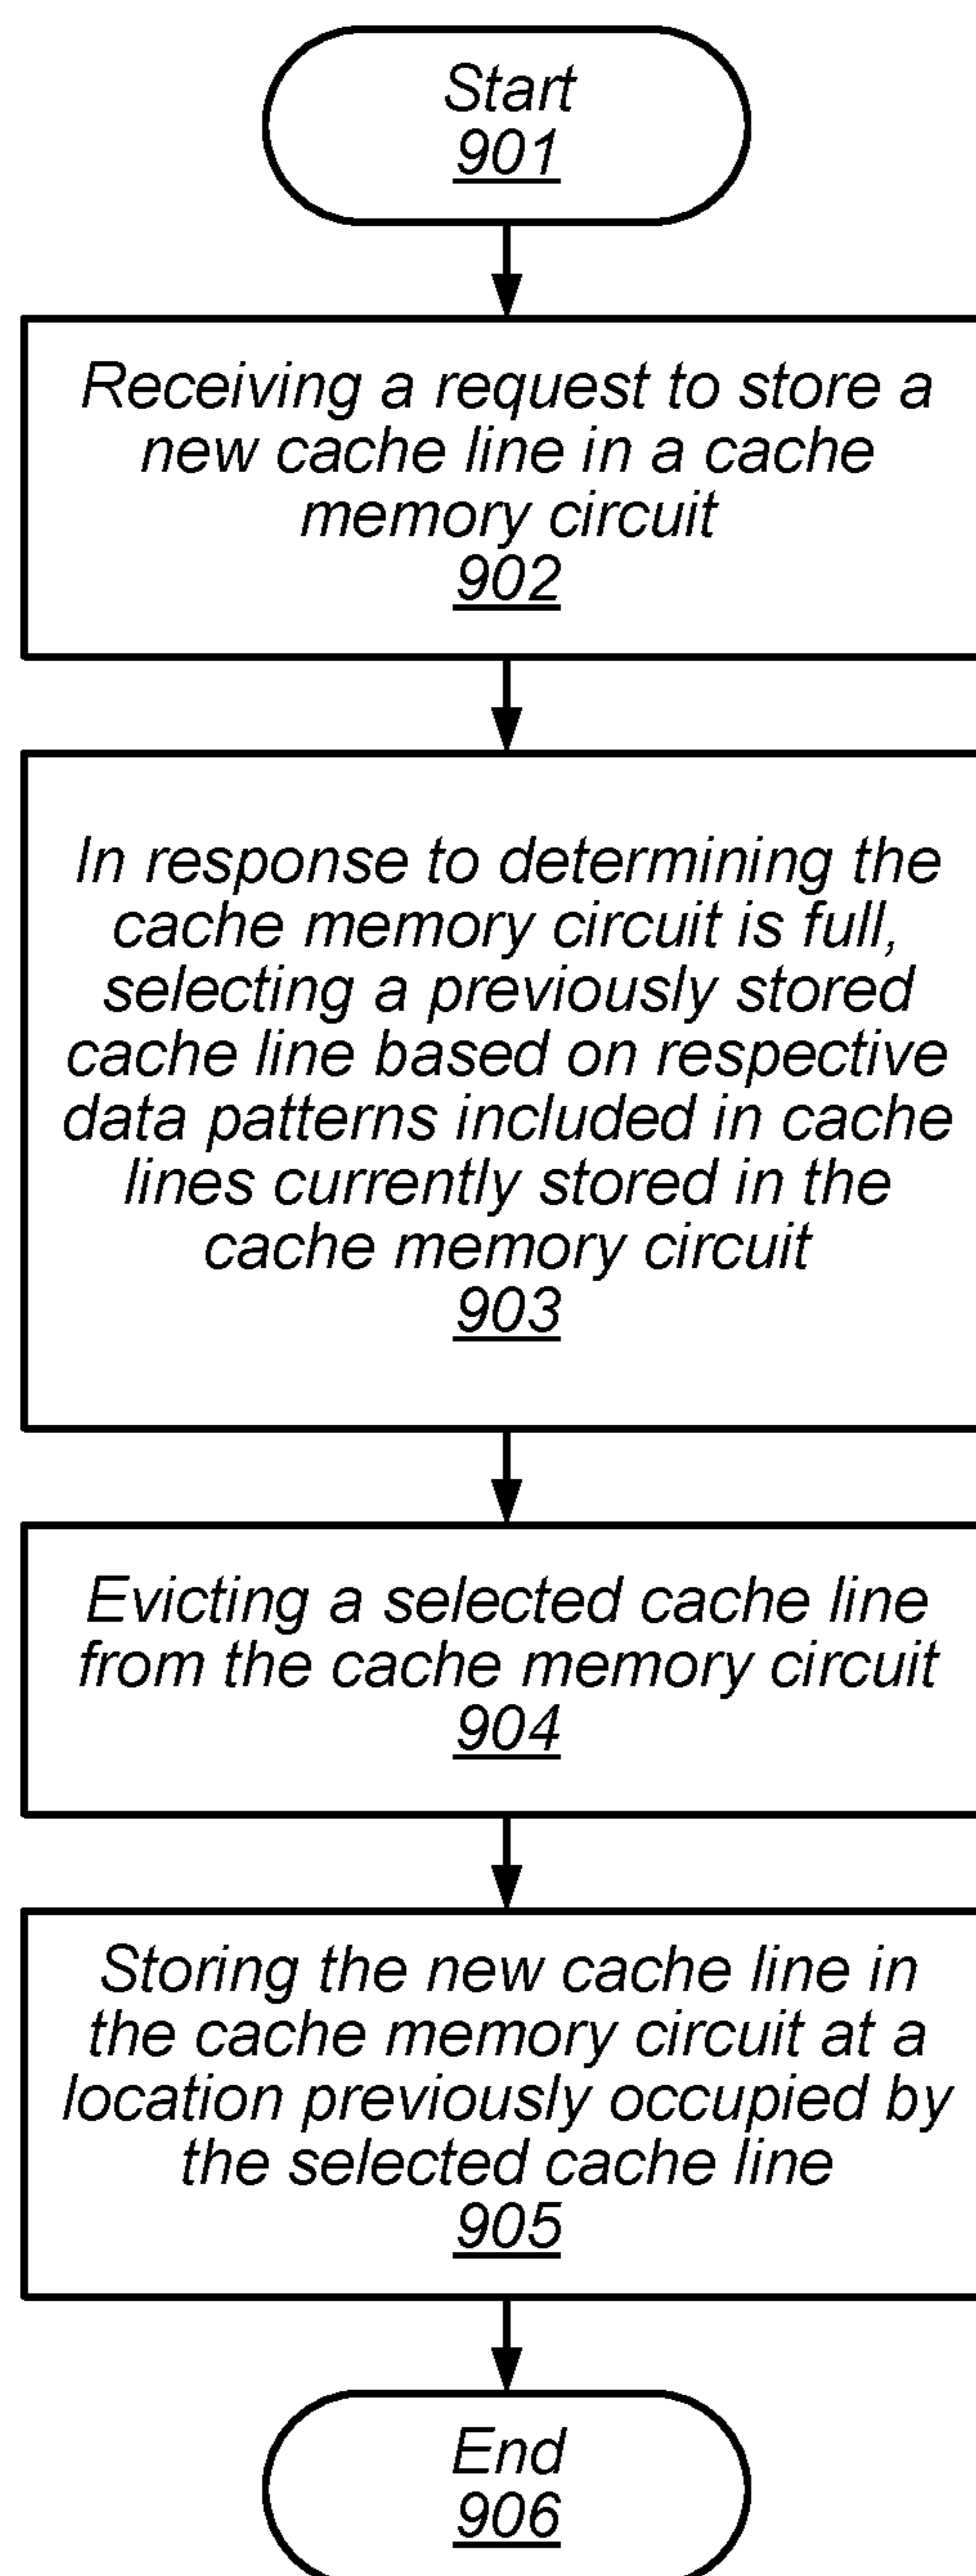 Start
901
Receiving a request to store a
new cache line in a cache
memory circuit
902
In response to determining the
cache memory circuit is full,
selecting a previously stored
cache line based on respective
data patterns included in cache
lines currently stored in the
cache memory circuit
903
Evicting a selected cache line
from the cache memory circuit
904
Storing the new cache line in
the cache memory circuit at a
location previously occupied by
the selected cache line
905
End
906